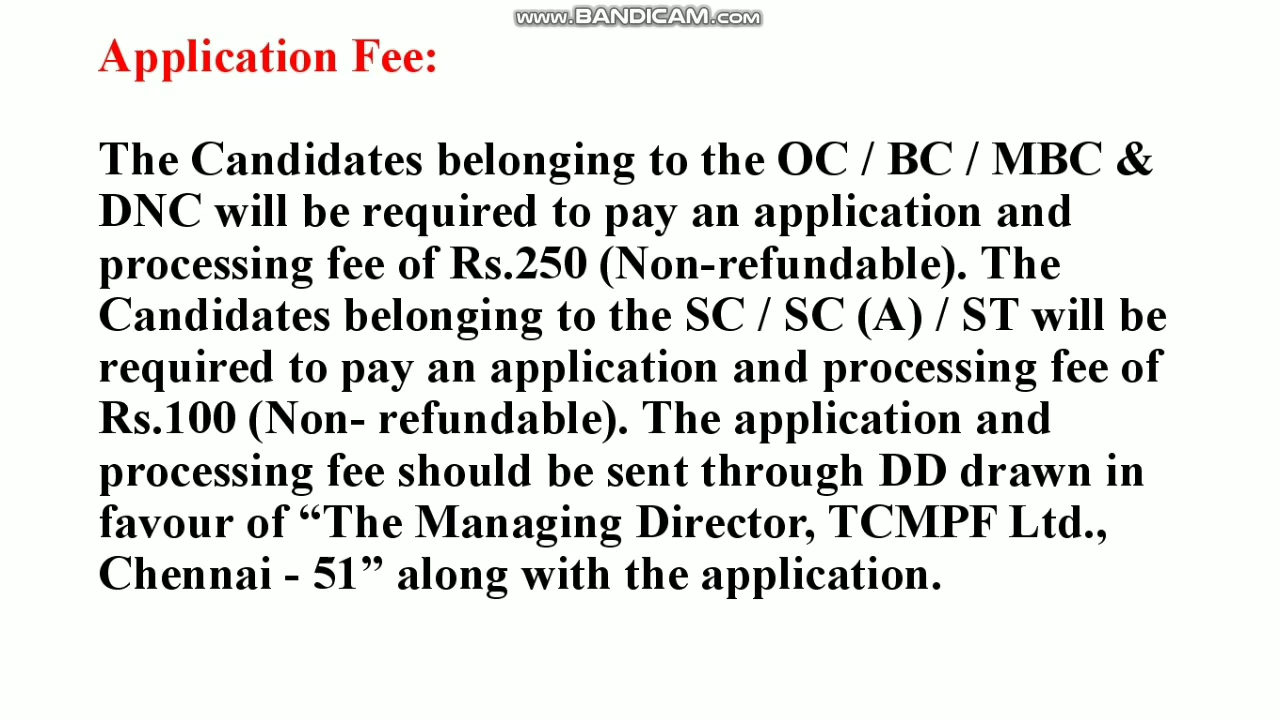 www.BANDICAM.com
Application Fee:
The Candidates belonging to the OC / BC / MBC &
DNC will be required to pay an application and
processing fee of Rs.250 (Non-refundable). The
Candidates belonging to the SC / SC (A) / ST will be
required to pay an application and processing fee of
Rs.100 (Non- refundable). The application and
processing fee should be sent through DD drawn in
favour of “The Managing Director, TCMPF Ltd.,
Chennai - 51” along with the application.